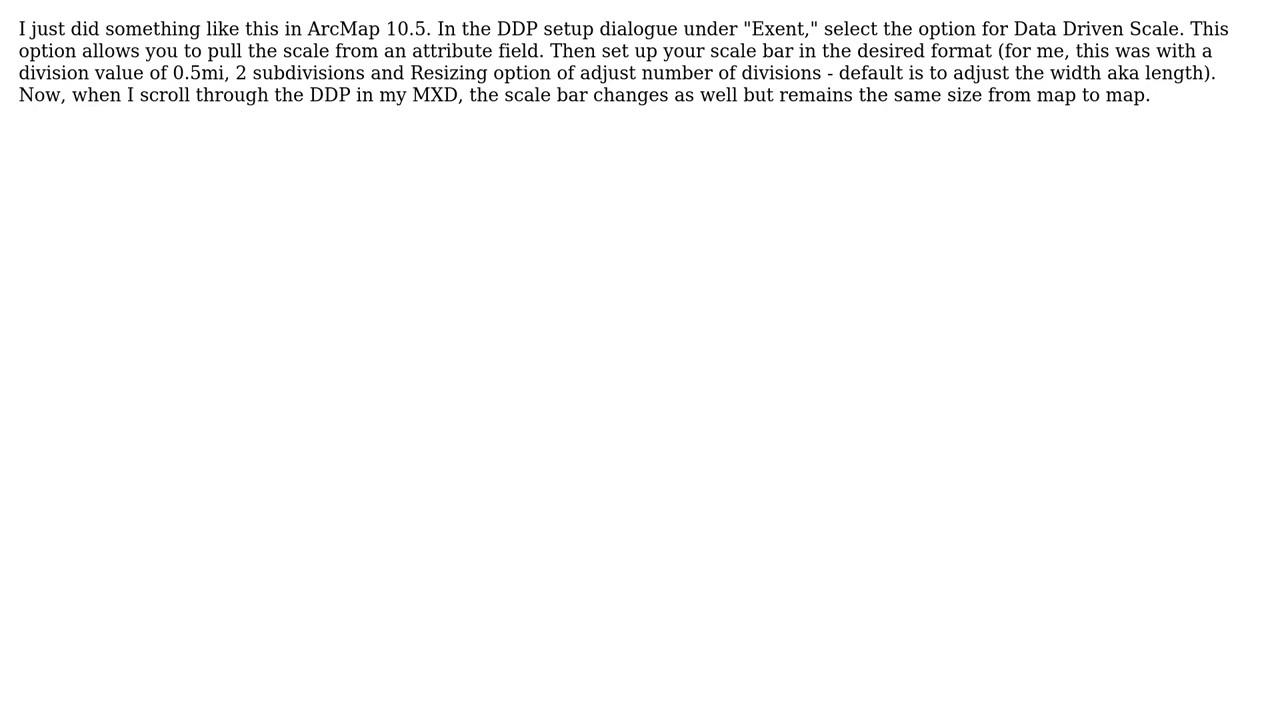 I just did something like this in ArcMap 10.5. In the DDP setup dialogue under "Exent," select the option for Data Driven Scale. This
option allows you to pull the scale from an attribute field. Then set up your scale bar in the desired format (for me, this was with a
division value of 0.5mi, 2 subdivisions and Resizing option of adjust number of divisions - default is to adjust the width aka length).
Now, when I scroll through the DDP in my MXD, the scale bar changes as well but remains the same size from map to map.